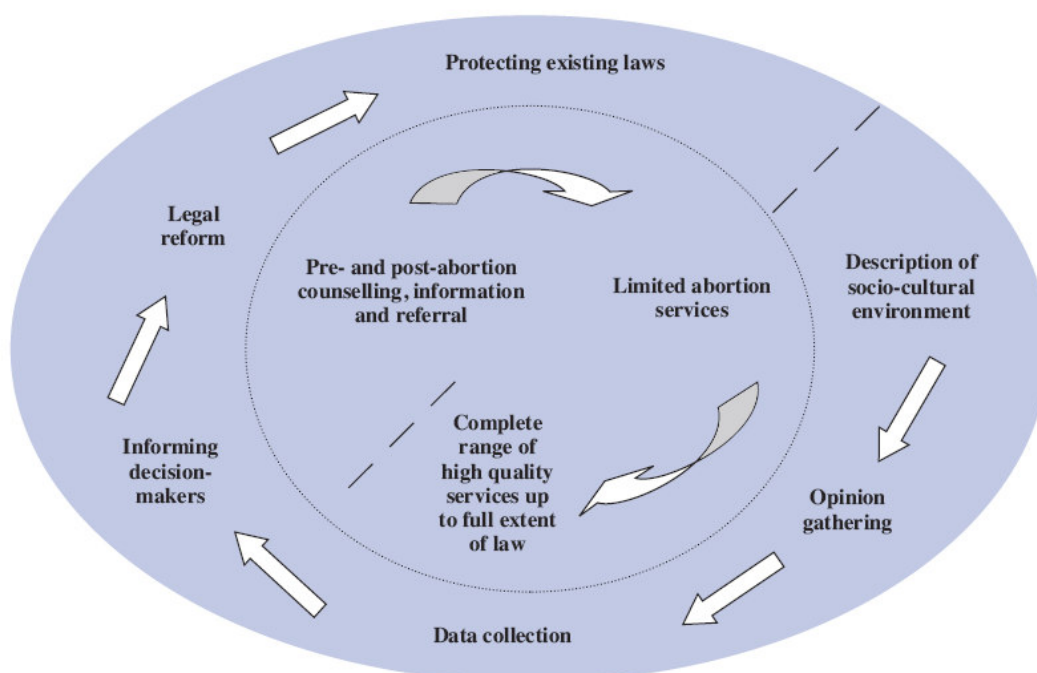 Protecting existing laws
Legal
reform
Pre- and post-abortion
counselling, information
and referral
Limited abortion
services
Description of
socio-cultural
environment
Informing
decision-
makers
Complete
range of
high quality
services up
to full extent
of law
Opinion
gathering
Data collection